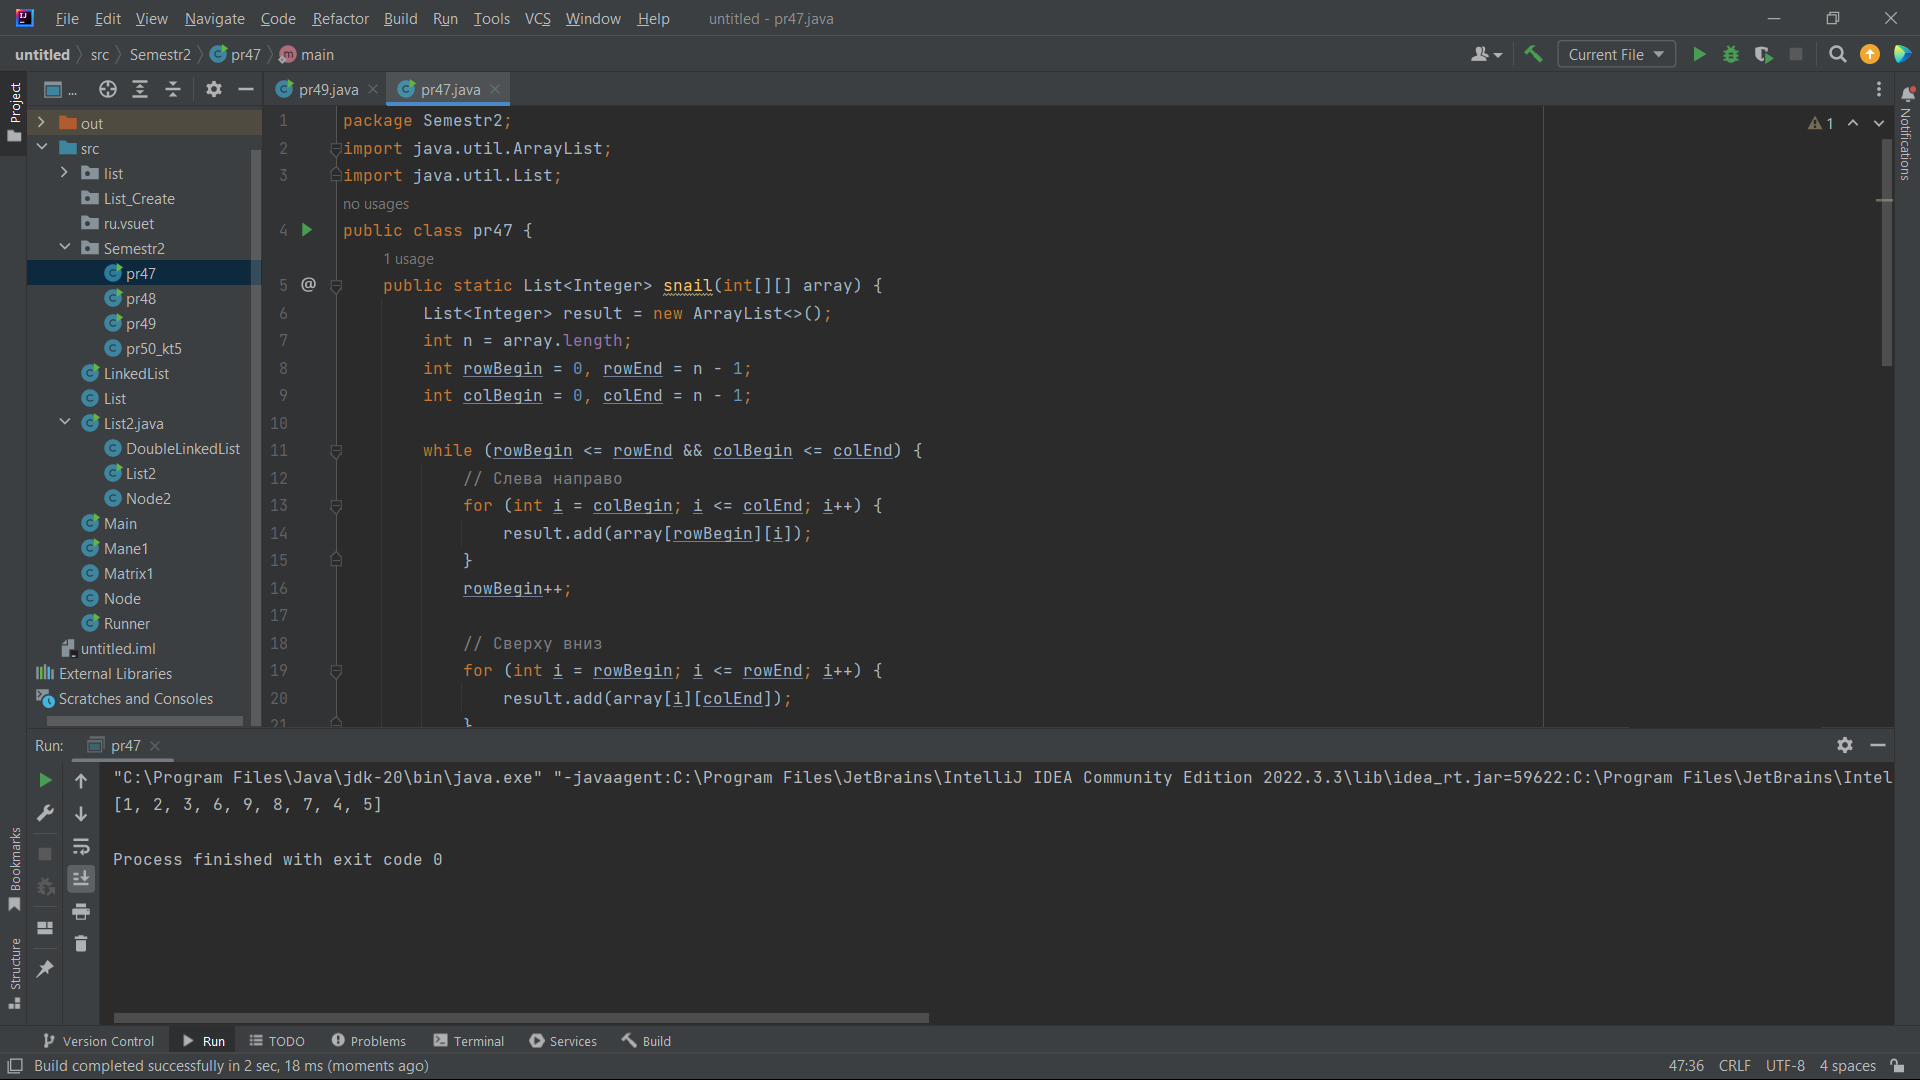 File Edit View Navigate Code Refactor Build Run Tools VCS Window Help untitled - pr47.java
untitled src Semestr2 pr47 main Current File
Project ... pr49.java pr47.java
out
src
list
List_Create
ru.vsuet
Semestr2
pr47
pr48
pr49
pr50_kt5
LinkedList
List
List2.java
DoubleLinkedList
List2
Node2
Main
Mane1
Matrix1
Node
Runner
untitled.iml
External Libraries
Scratches and Consoles
1 package Semestr2;
2 import java.util.ArrayList;
3 import java.util.List;
no usages
4 public class pr47 {
1 usage
5 @ public static List<Integer> snail(int[][] array) {
6 List<Integer> result = new ArrayList<>();
7 int n = array.length;
8 int rowBegin = 0, rowEnd = n - 1;
9 int colBegin = 0, colEnd = n - 1;
10
11 while (rowBegin <= rowEnd && colBegin <= colEnd) {
12 // Слева направо
13 for (int i = colBegin; i <= colEnd; i++) {
14 result.add(array[rowBegin][i]);
15 }
16 rowBegin++;
17
18 // Сверху вниз
19 for (int i = rowBegin; i <= rowEnd; i++) {
20 result.add(array[i][colEnd]);
21 }
1
Notifications
Run: pr47
"C:\Program Files\Java\jdk-20\bin\java.exe" "-javaagent:C:\Program Files\JetBrains\IntelliJ IDEA Community Edition 2022.3.3\lib\idea_rt.jar=59622:C:\Program Files\JetBrains\Intel
[1, 2, 3, 6, 9, 8, 7, 4, 5]
Process finished with exit code 0
Bookmarks
Structure
Version Control Run TODO Problems Terminal Services Build
Build completed successfully in 2 sec, 18 ms (moments ago) 47:36 CRLF UTF-8 4 spaces